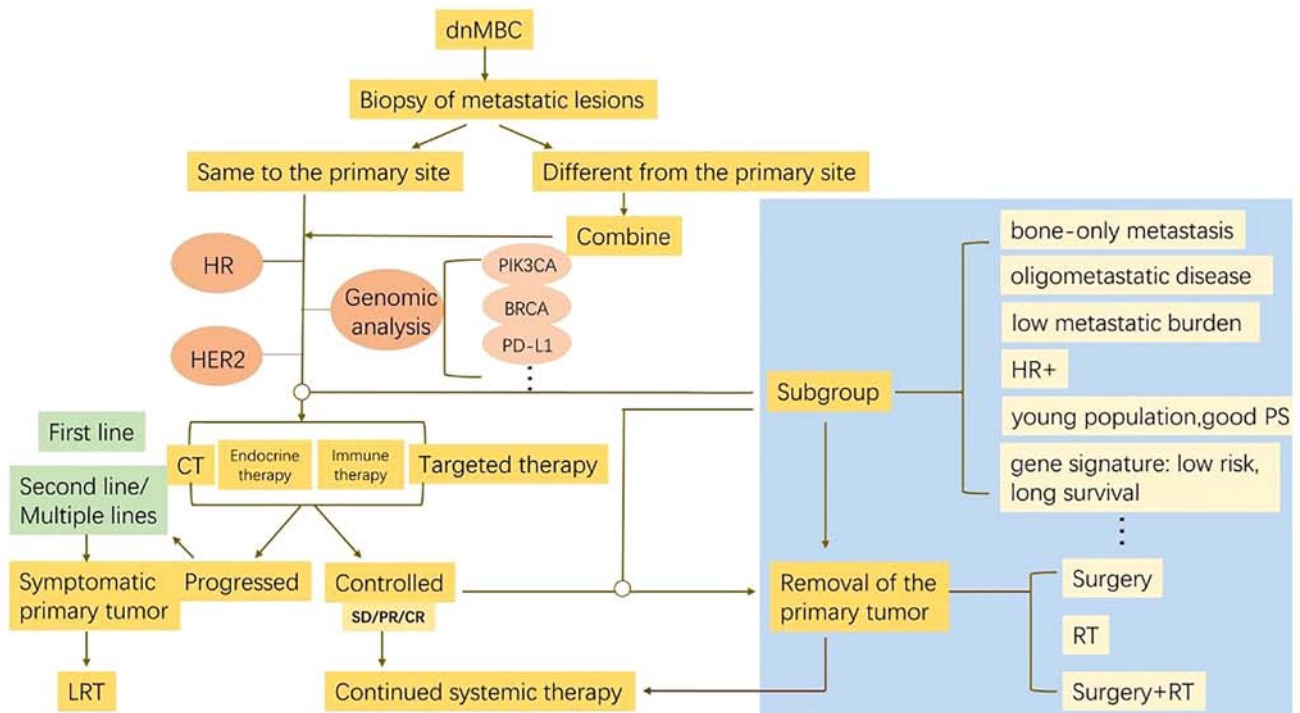 dnMBC
Biopsy of metastatic lesions
Same to the primary site
Different from the primary site
Combine
HR
HER2
Genomic
analysis
PIK3CA
BRCA
PD-L1
First line
Second line/
Multiple lines
CT
Endocrine
therapy
Immune
therapy
Targeted therapy
Symptomatic
primary tumor
Progressed
Controlled
SD/PR/CR
LRT
Continued systemic therapy
Subgroup
bone-only metastasis
oligometastatic disease
low metastatic burden
HR+
young population,good PS
gene signature: low risk,
long survival
Removal of the
primary tumor
Surgery
RT
Surgery+RT